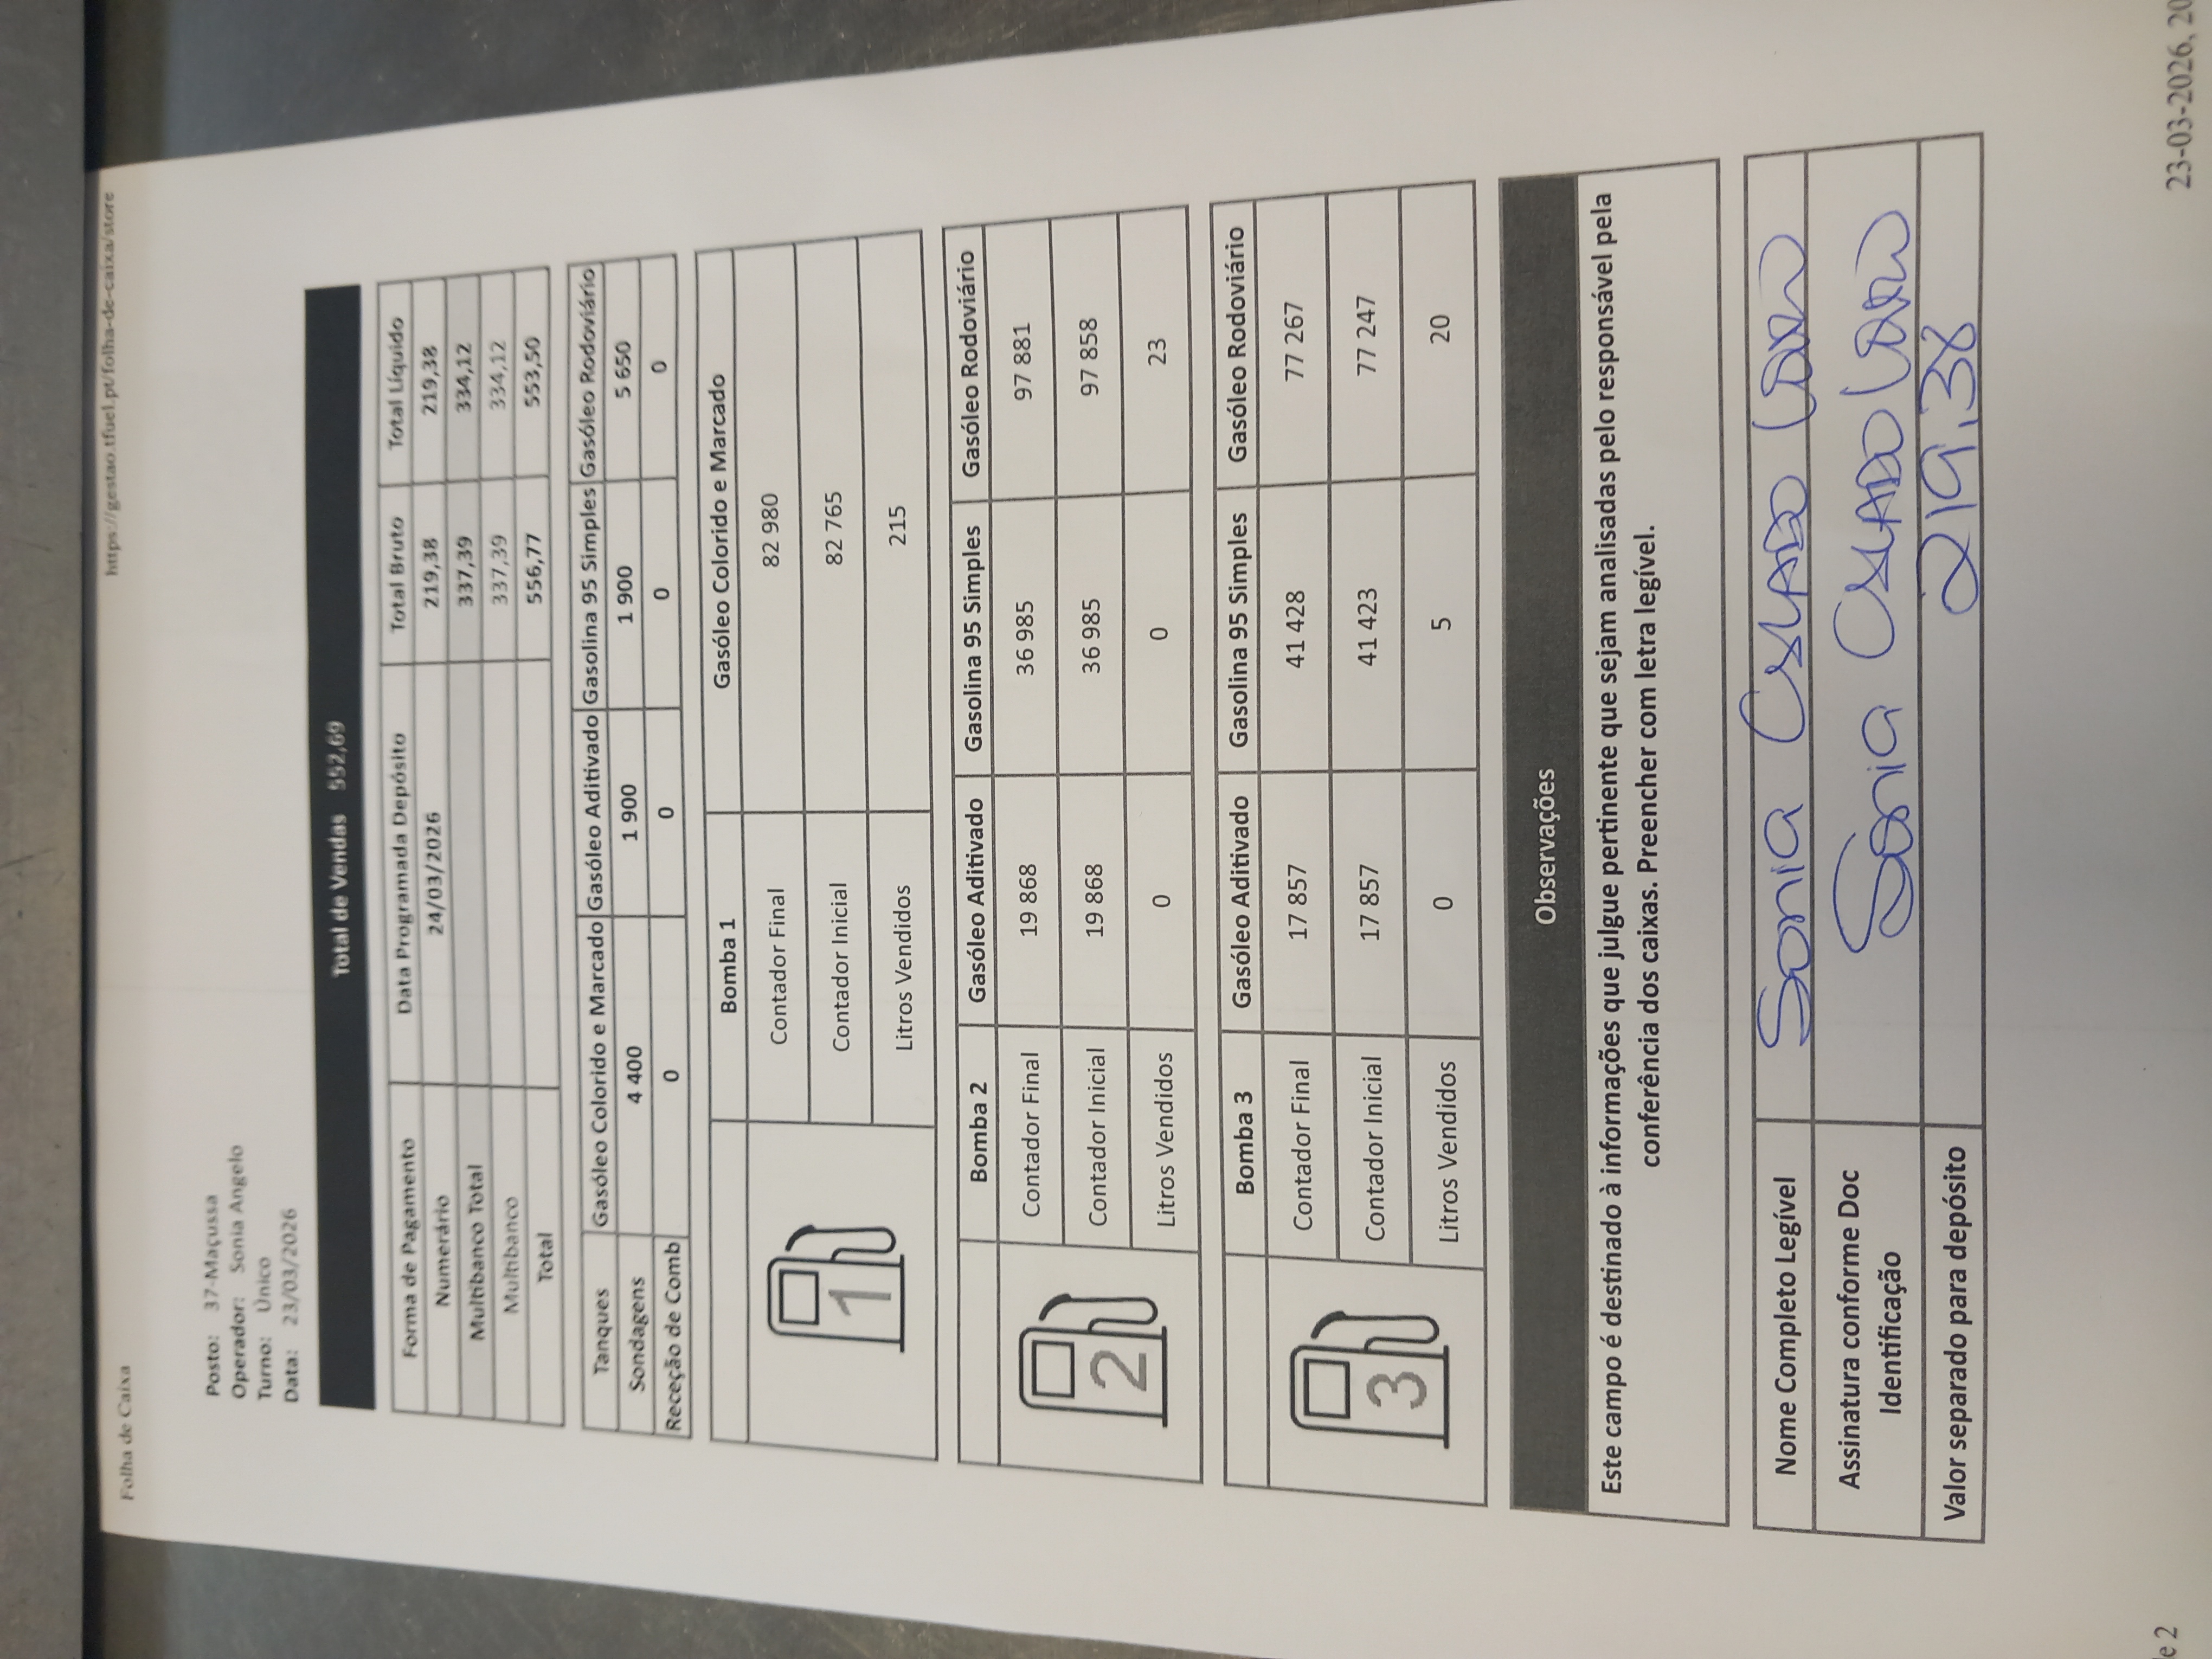 Folha de Caixa https://gestao.tfuel.pt/folha-de-caixa/store
Posto: 37-Maçussa
Operador: Sonia Angelo
Turno: Único
Data: 23/03/2026
Total de Vendas 552,69
Forma de Pagamento Data Programada Depósito Total Bruto Total Líquido
Numerário 24/03/2026 219,38 219,38
Multibanco Total 337,39 334,12
Multibanco 337,39 334,12
Total 556,77 553,50
Tanques Gasóleo Colorido e Marcado Gasóleo Aditivado Gasolina 95 Simples Gasóleo Rodoviário
Sondagens 4 400 1 900 1 900 5 650
Receção de Comb 0 0 0 0
Bomba 1 Gasóleo Colorido e Marcado
1
Contador Final 82 980
Contador Inicial 82 765
Litros Vendidos 215
Bomba 2 Gasóleo Aditivado Gasolina 95 Simples Gasóleo Rodoviário
2
Contador Final 19 868 36 985 97 881
Contador Inicial 19 868 36 985 97 858
Litros Vendidos 0 0 23
Bomba 3 Gasóleo Aditivado Gasolina 95 Simples Gasóleo Rodoviário
3
Contador Final 17 857 41 428 77 267
Contador Inicial 17 857 41 423 77 247
Litros Vendidos 0 5 20
Observações
Este campo é destinado à informações que julgue pertinente que sejam analisadas pelo responsável pela
conferência dos caixas. Preencher com letra legível.
Nome Completo Legível Sonia
Assinatura conforme Doc Sonia
Identificação
Valor separado para depósito 219,38
e 2 23-03-2026, 20